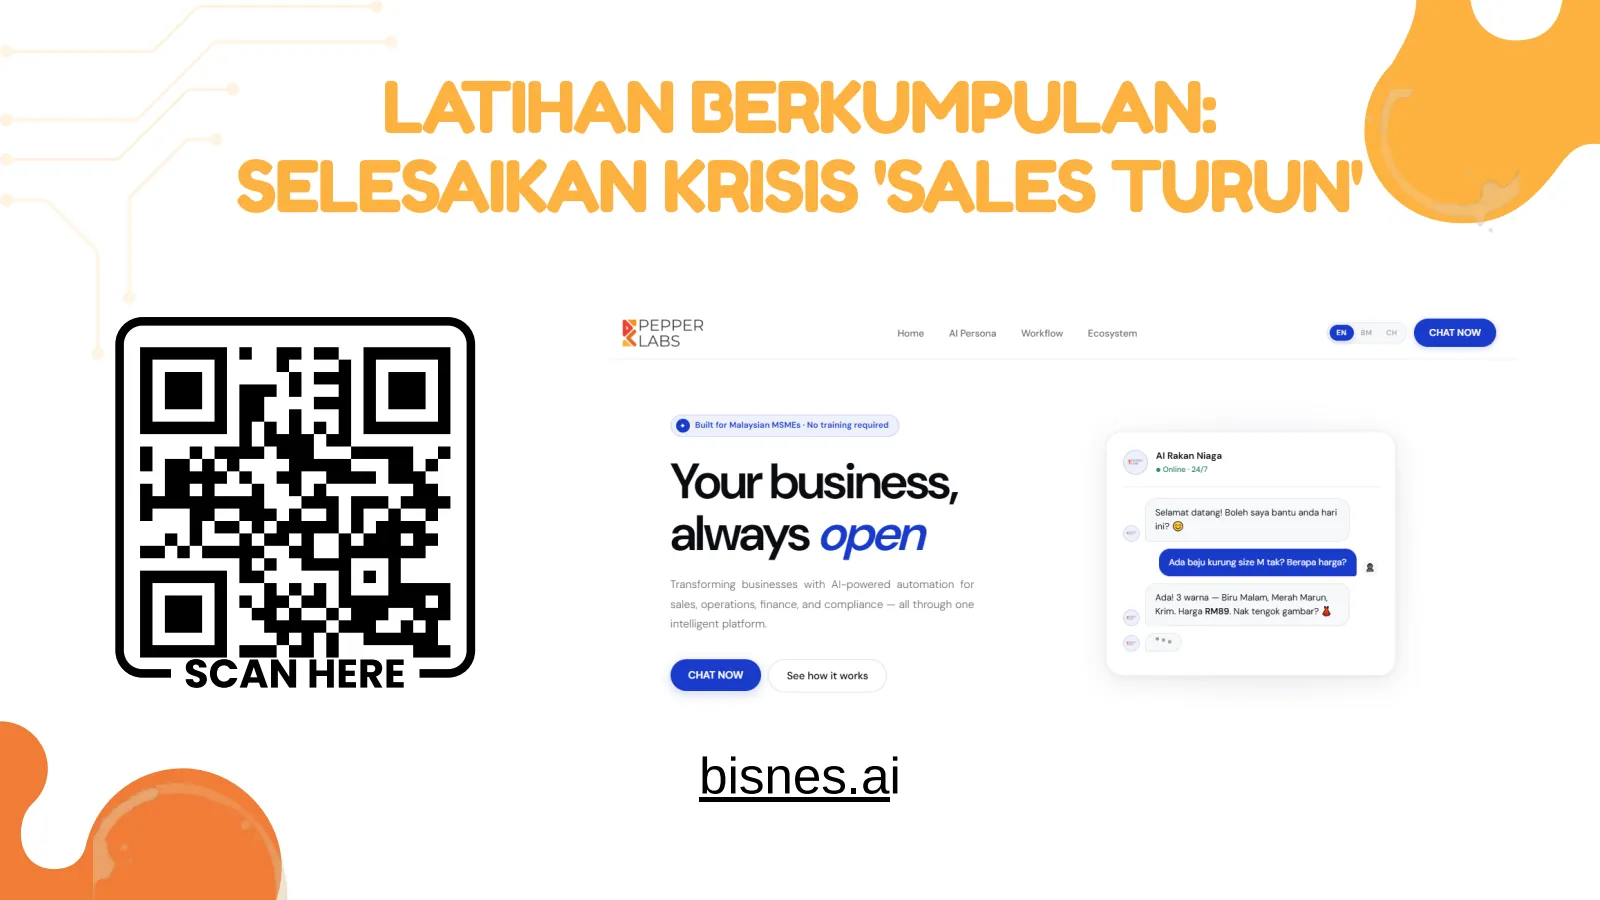 LATIHAN BERKUMPULAN:
SELESAIKAN KRISIS 'SALES TURUN'
SCAN HERE
PEPPER
LABS
Home AI Persona Workflow Ecosystem
EN BM CH
CHAT NOW
Built for Malaysian MSMEs · No training required
Your business,
always open
Transforming businesses with AI-powered automation for
sales, operations, finance, and compliance — all through one
intelligent platform.
CHAT NOW
See how it works
AI Rakan Niaga
Online · 24/7
Selamat datang! Boleh saya bantu anda hari
ini? 😊
Ada baju kurung size M tak? Berapa harga?
Ada! 3 warna — Biru Malam, Merah Marun,
Krim. Harga RM89. Nak tengok gambar? 👗
bisnes.ai